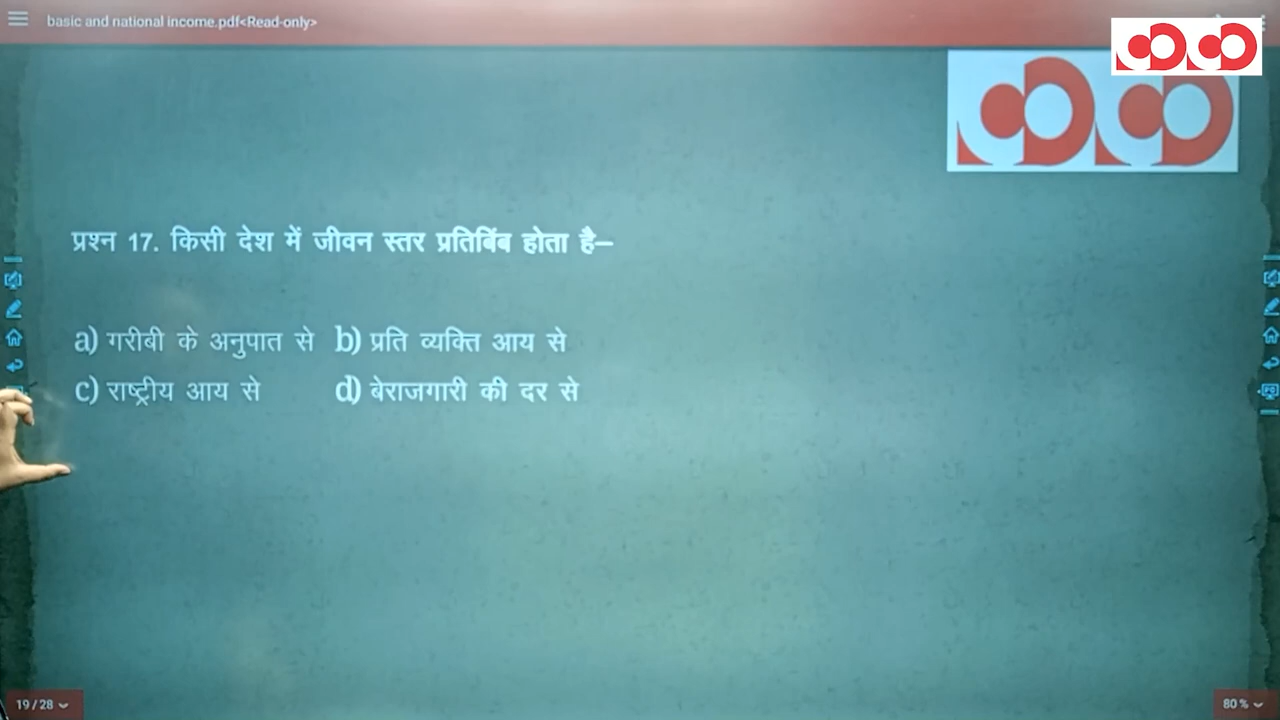 basic and national income.pdf<Read-only>
प्रश्न 17. किसी देश में जीवन स्तर प्रतिबिंब होता है–
a) गरीबी के अनुपात से b) प्रति व्यक्ति आय से
c) राष्ट्रीय आय से d) बेराजगारी की दर से
19 / 28
80 %